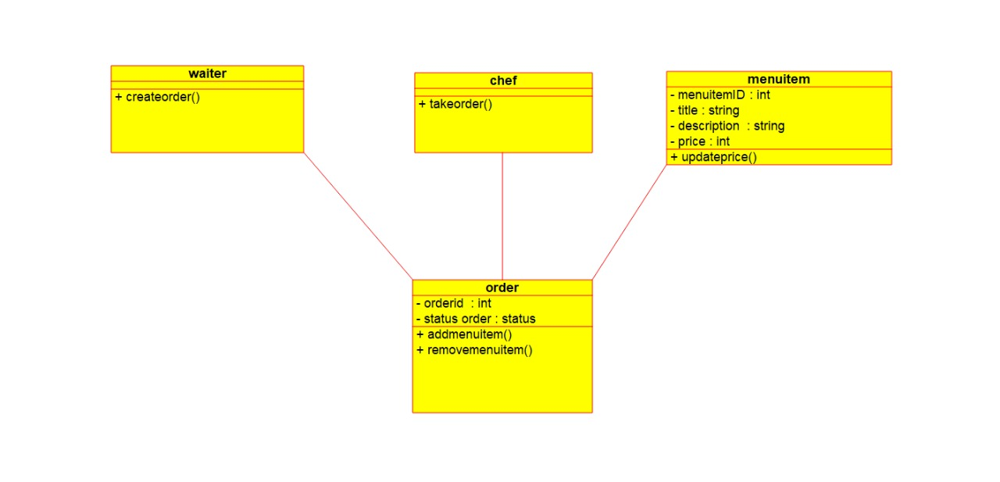 waiter
+ createorder()
chef
+ takeorder()
menuitem
- menuitemID : int
- title : string
- description  : string
- price : int
+ updateprice()
order
- orderid  : int
- status order : status
+ addmenuitem()
+ removemenuitem()